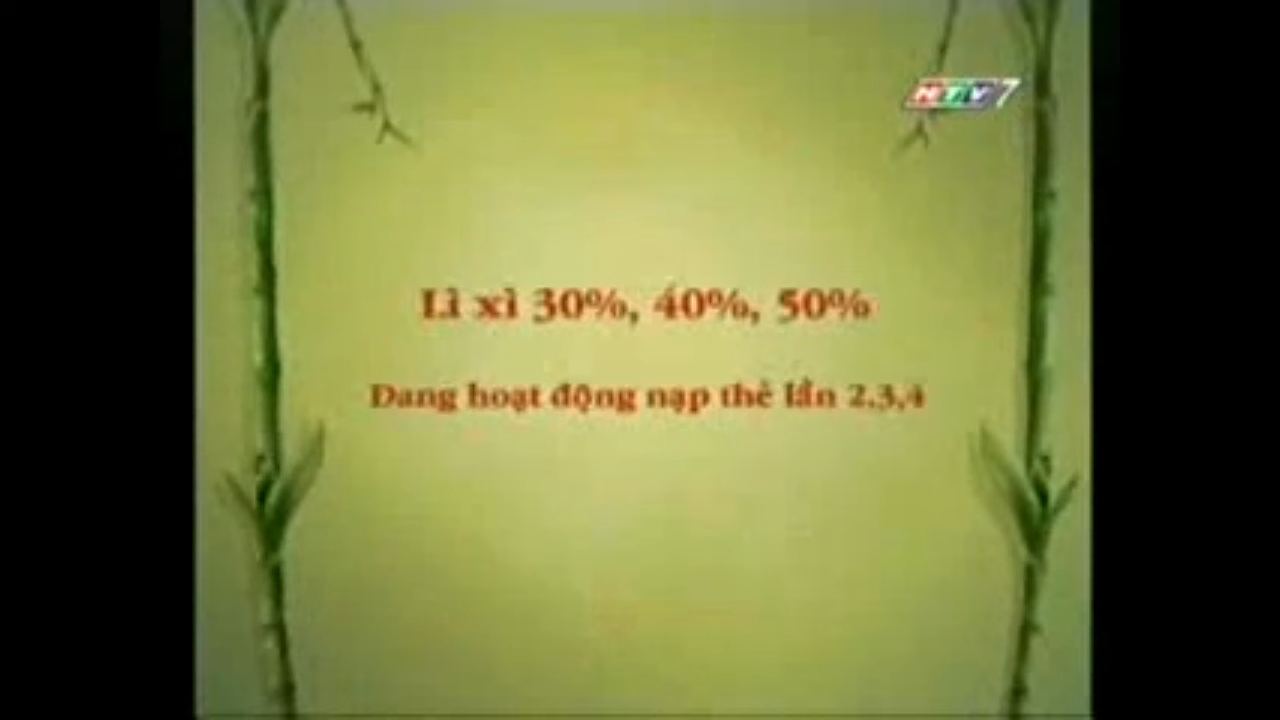 HTV7
Lì xì 30%, 40%, 50%
Đang hoạt động nạp thẻ lần 2,3,4